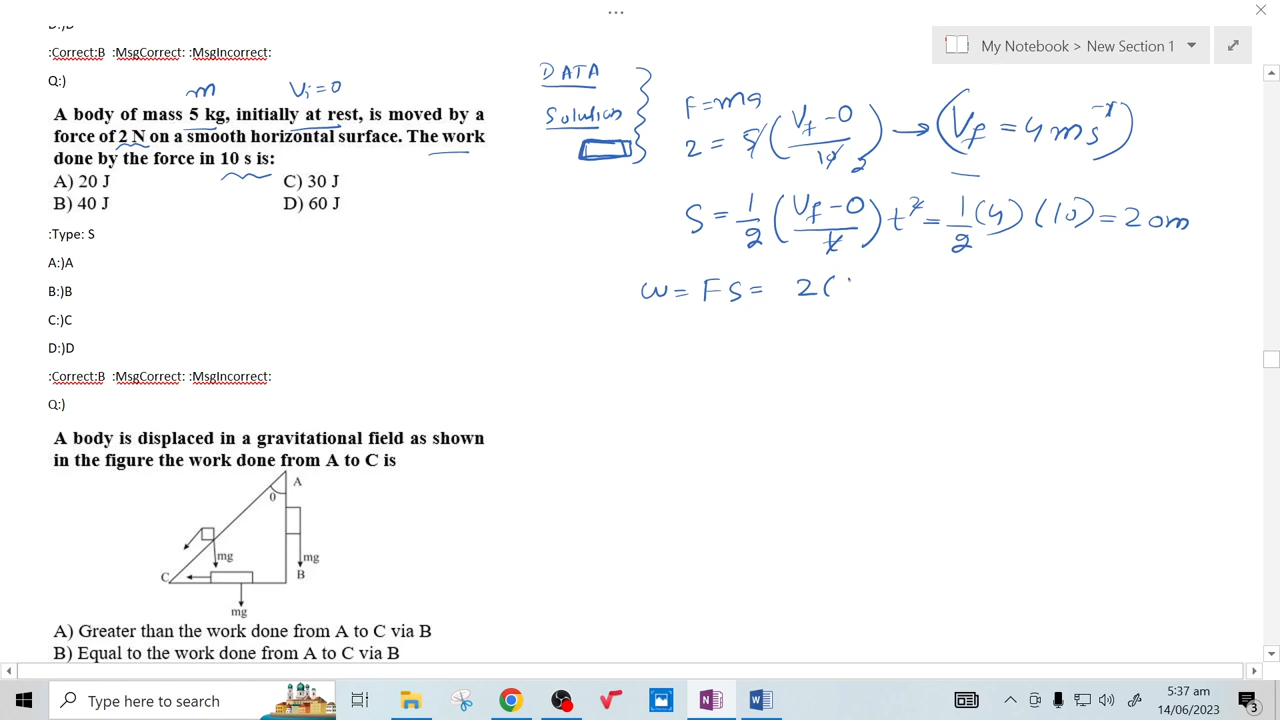 My Notebook > New Section 1
:Correct:B :MsgCorrect: :MsgIncorrect:
Q:)
m Vi = 0
A body of mass 5 kg, initially at rest, is moved by a
force of 2 N on a smooth horizontal surface. The work
done by the force in 10 s is:
A) 20 J C) 30 J
B) 40 J D) 60 J
:Type: S
A:)A
B:)B
C:)C
D:)D
:Correct:B :MsgCorrect: :MsgIncorrect:
Q:)
A body is displaced in a gravitational field as shown
in the figure the work done from A to C is
A
θ
mg
mg
C
B
mg
A) Greater than the work done from A to C via B
B) Equal to the work done from A to C via B
DATA
Solution
F = ma
2 = 5 (Vf - 0 / 10 2) → (Vf = 4 ms⁻¹)
S = 1/2 (Vf - 0 / t) t² = 1/2 (4) (10) = 20m
W = FS = 2(
Type here to search
5:37 am
14/06/2023
3